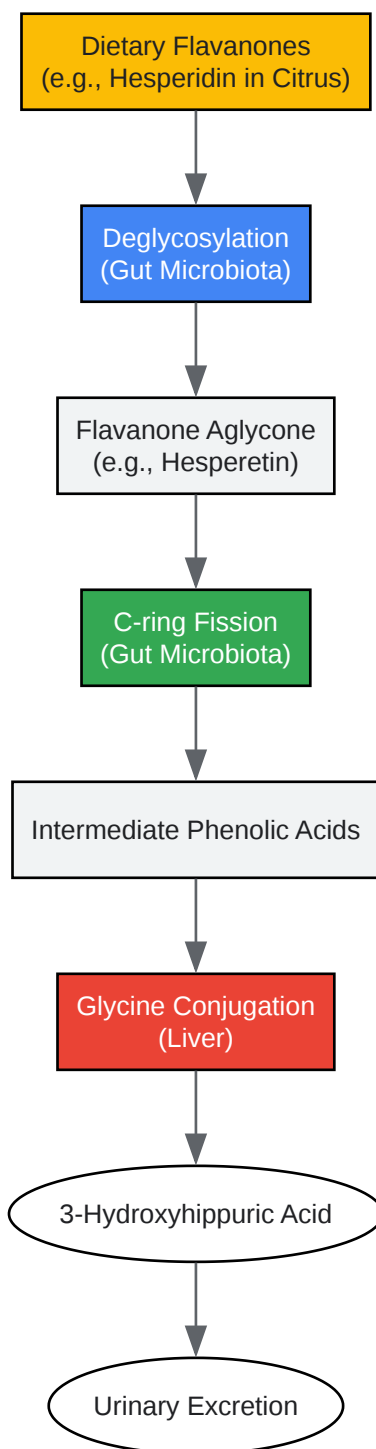 Dietary Flavanones
(e.g., Hesperidin in Citrus)
Deglycosylation
(Gut Microbiota)
Flavanone Aglycone
(e.g., Hesperetin)
C-ring Fission
(Gut Microbiota)
Intermediate Phenolic Acids
Glycine Conjugation
(Liver)
3-Hydroxyhippuric Acid
Urinary Excretion